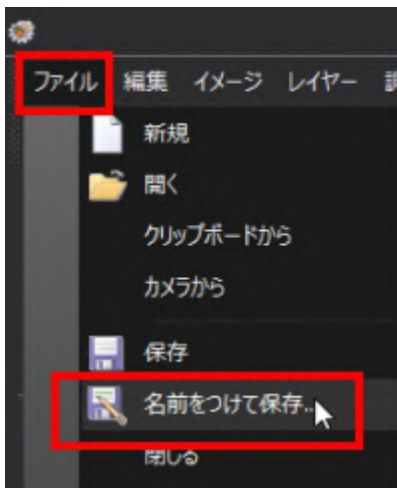 ファイル 編集 イメージ レイヤー
新規
開く
クリップボードから
カメラから
保存
名前をつけて保存...
閉じる